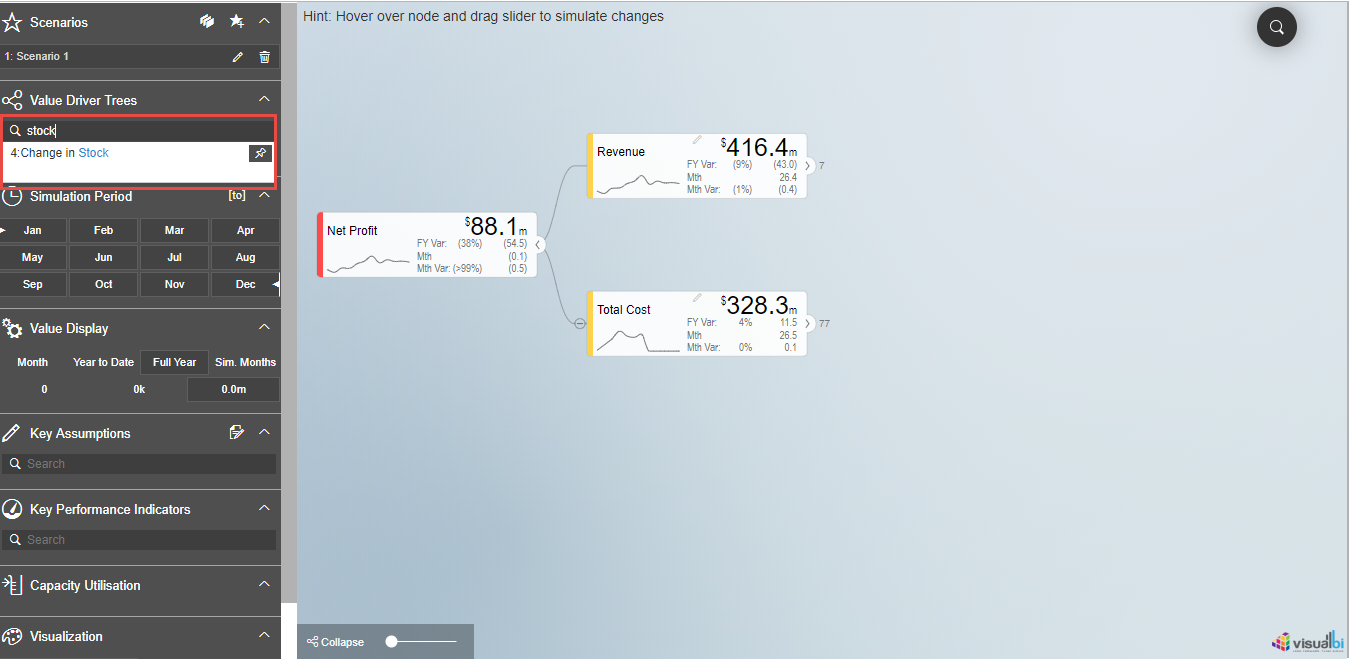 Scenarios
1: Scenario 1
Value Driver Trees
stock
4:Change in Stock
Simulation Period [to]
Jan Feb Mar Apr
May Jun Jul Aug
Sep Oct Nov Dec
Value Display
Month Year to Date Full Year Sim. Months
0 0k 0.0m
Key Assumptions
Search
Key Performance Indicators
Search
Capacity Utilisation
Visualization
Hint: Hover over node and drag slider to simulate changes
Net Profit $88.1m
FY Var: (38%) (54.5)
Mth (0.1)
Mth Var: (>99%) (0.5)
Revenue $416.4m
FY Var: (9%) (43.0)
Mth 26.4
Mth Var: (1%) (0.4)
7
Total Cost $328.3m
FY Var: 4% 11.5
Mth 26.5
Mth Var: 0% 0.1
77
Collapse
visualbi